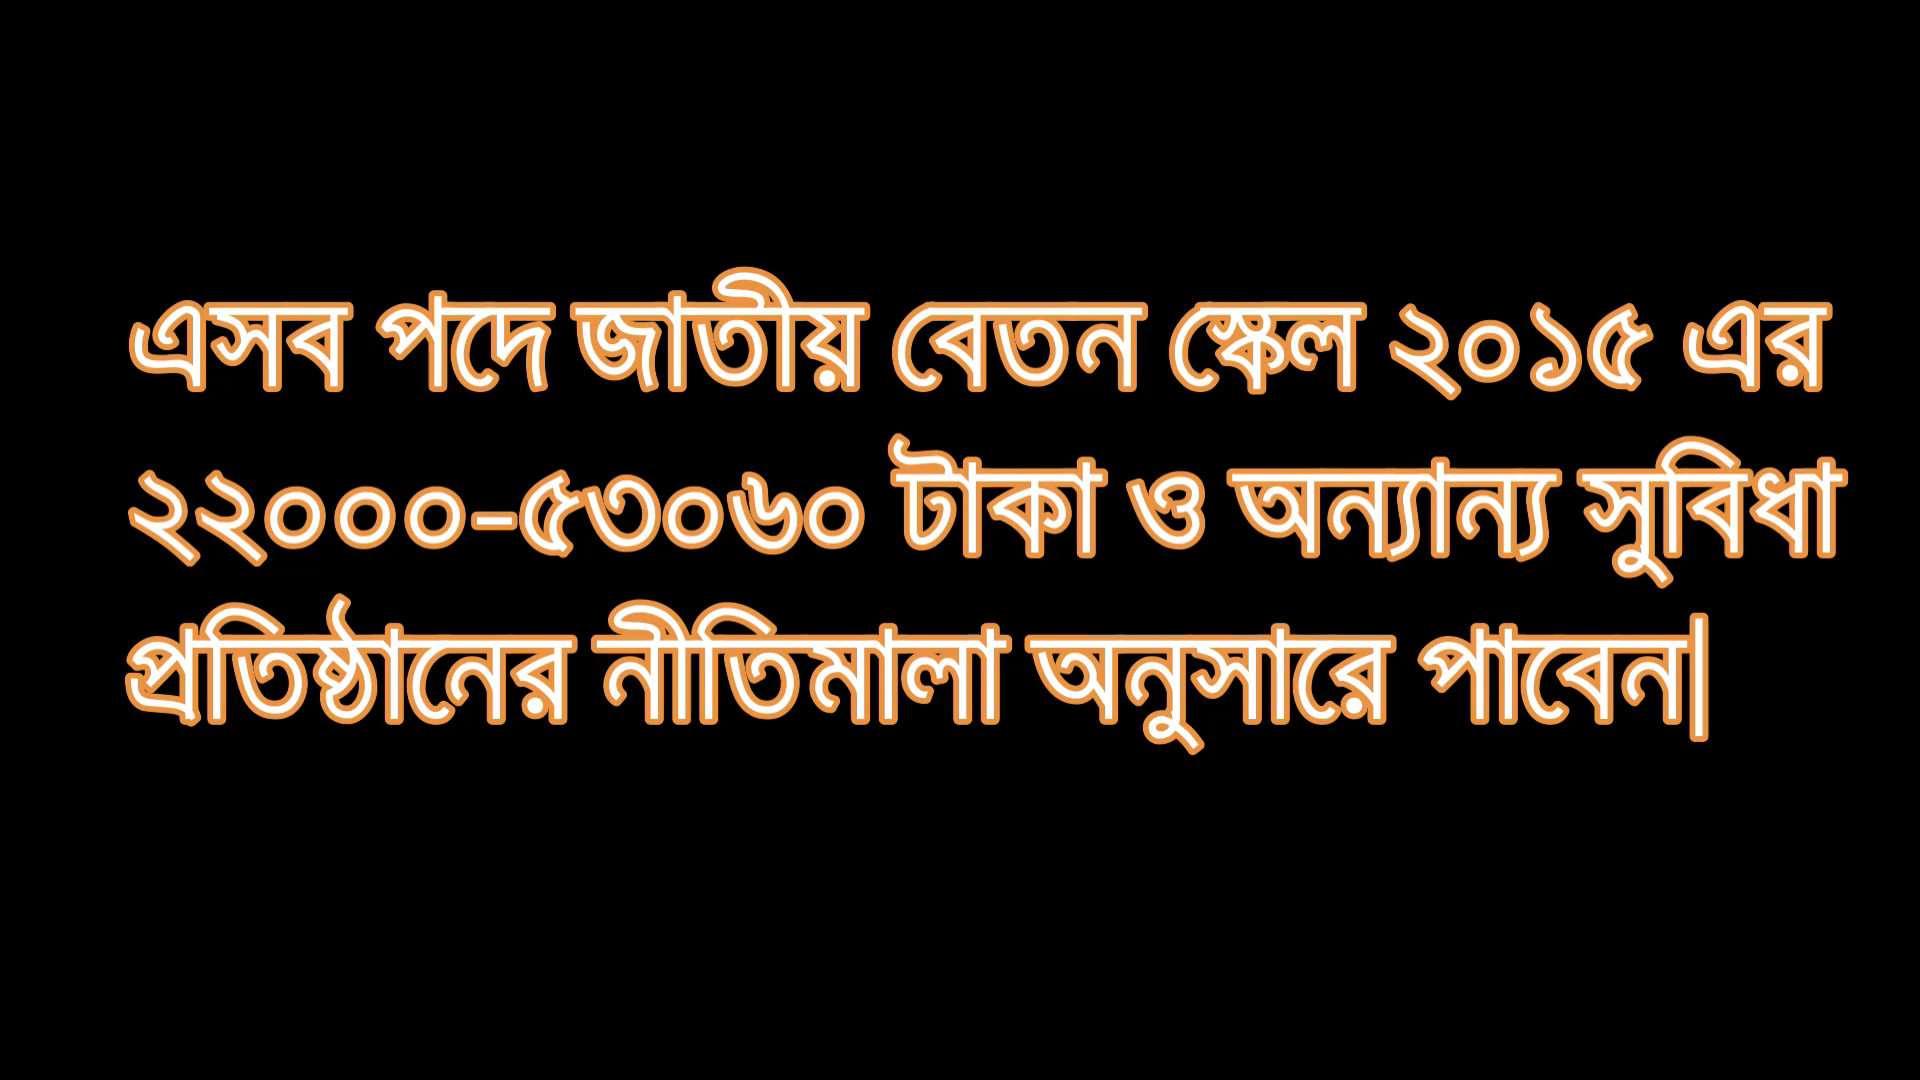 এসব পদে জাতীয় বেতন স্কেল ২০১৫ এর
২২০০০-৫৩০৬০ টাকা ও অন্যান্য সুবিধা
প্রতিষ্ঠানের নীতিমালা অনুসারে পাবেন|